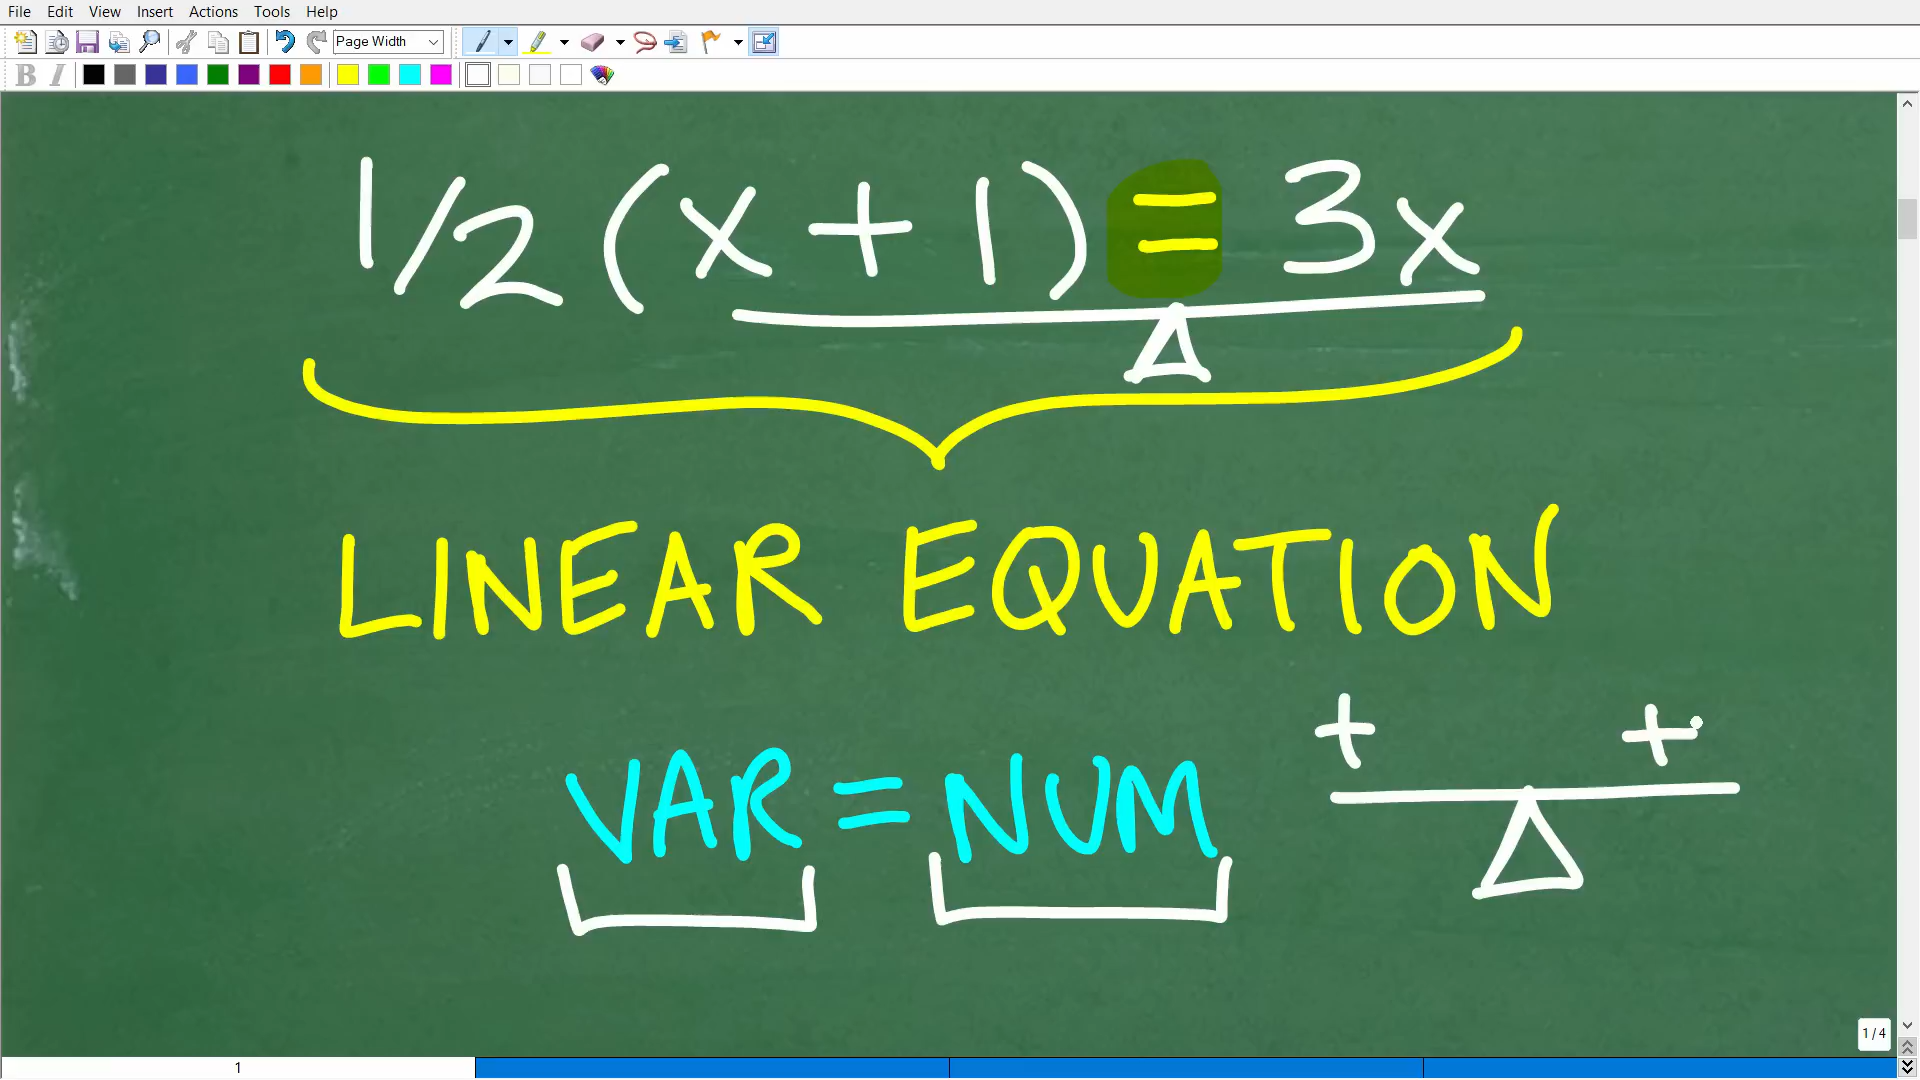 File Edit View Insert Actions Tools Help
Page Width
B I
1/2 (x + 1) = 3x
LINEAR EQUATION
VAR = NUM
+ +
1 / 4
1